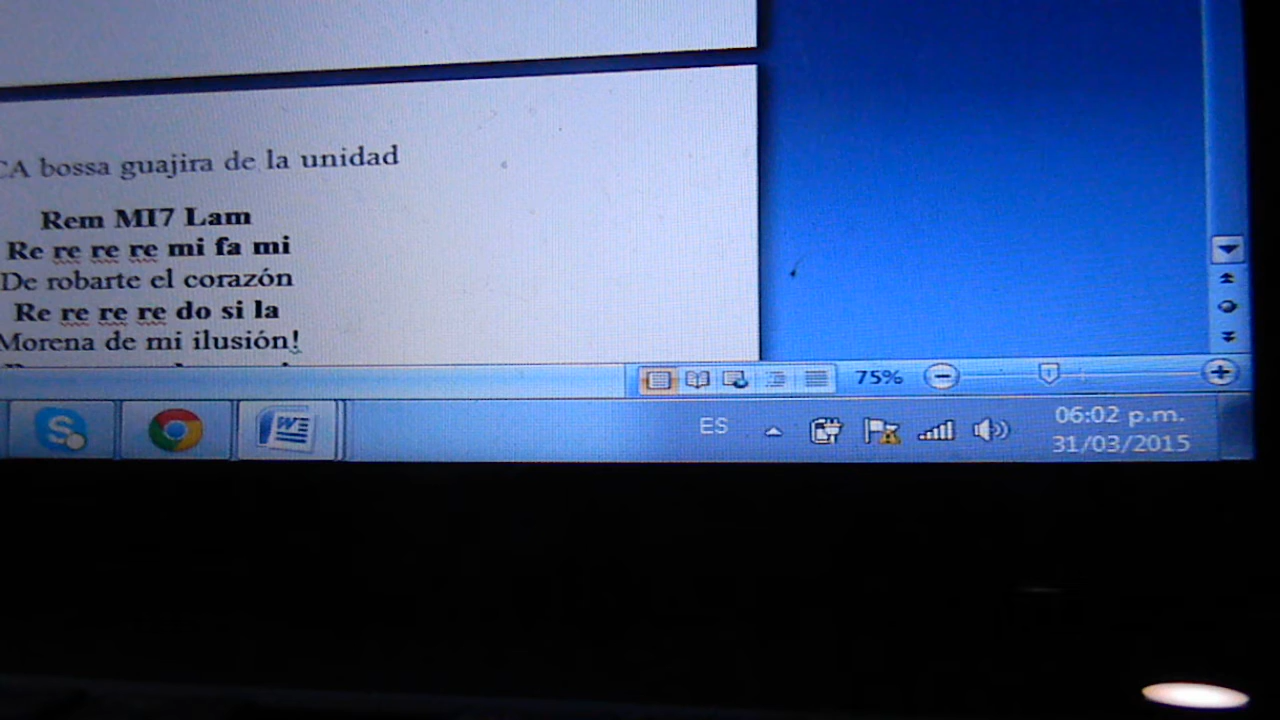 CA bossa guajira de la unidad
Rem MI7 Lam
Re re re re mi fa mi
De robarte el corazón
Re re re re do si la
Morena de mi ilusión!
75%
ES
06:02 p.m.
31/03/2015